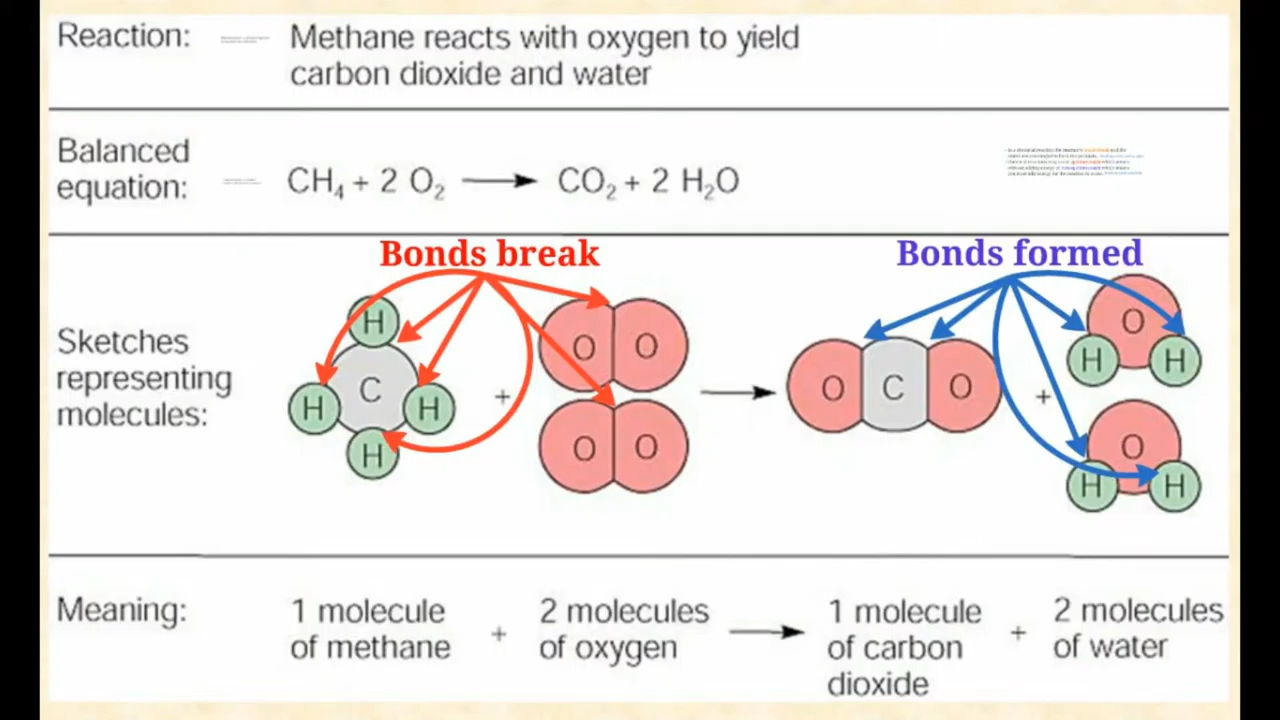 Reaction:
Methane reacts with oxygen to yield
carbon dioxide and water
Balanced
equation:
CH₄ + 2 O₂ → CO₂ + 2 H₂O
Bonds break
Bonds formed
Sketches
representing
molecules:
H
H C H
H
+
O O
O O
→
O C O
+
O
H H
O
H H
Meaning:
1 molecule
of methane
+
2 molecules
of oxygen
→
1 molecule
of carbon
dioxide
+
2 molecules
of water